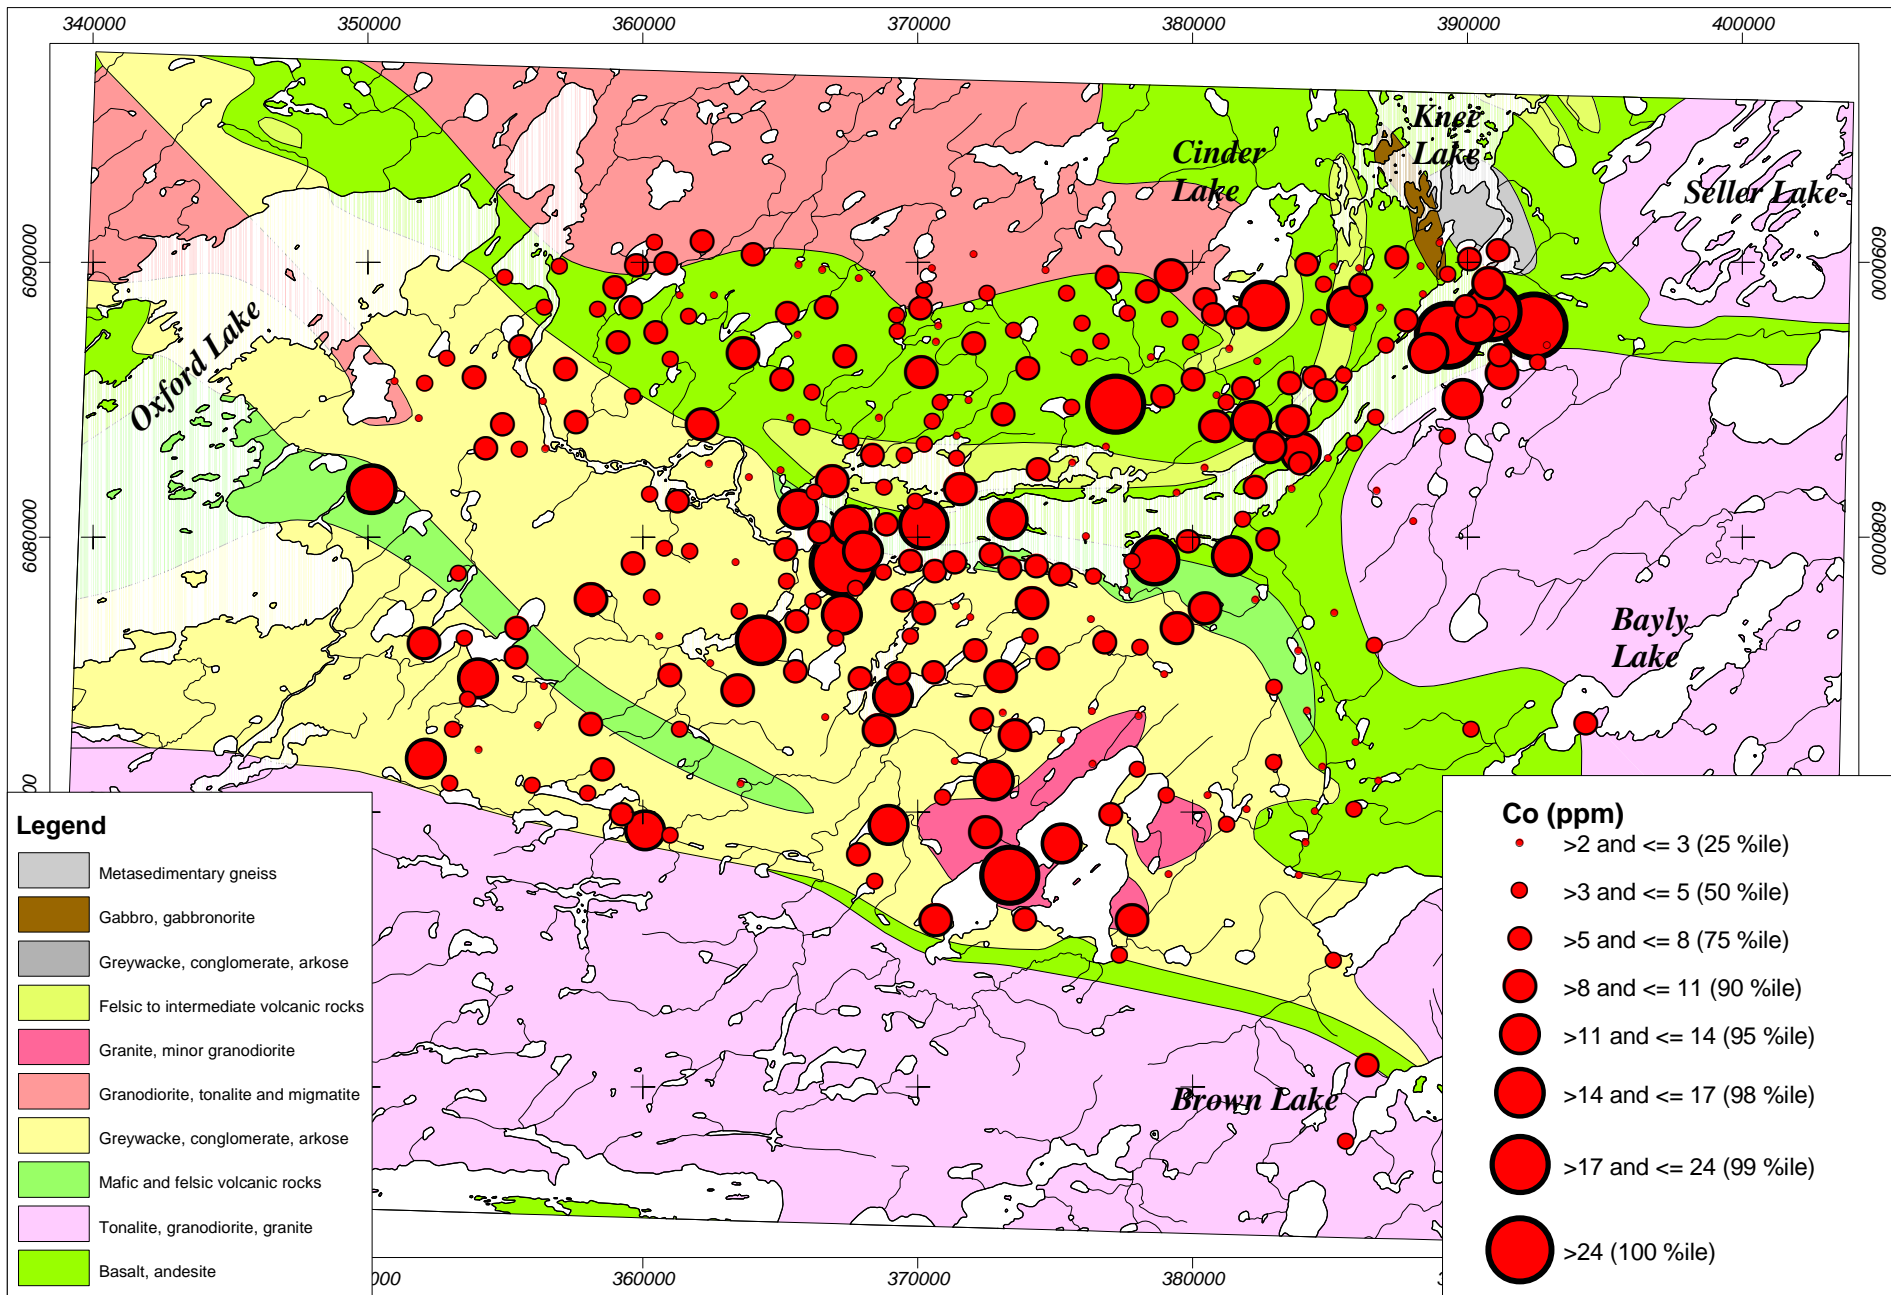 340000 350000 360000 370000 380000 390000 400000
Knee
Lake
Cinder
Lake
Seller Lake
6090000
6090000
Oxford Lake
6080000
6080000
Bayly
Lake
Brown Lake
Legend
Metasedimentary gneiss
Gabbro, gabbronorite
Greywacke, conglomerate, arkose
Felsic to intermediate volcanic rocks
Granite, minor granodiorite
Granodiorite, tonalite and migmatite
Greywacke, conglomerate, arkose
Mafic and felsic volcanic rocks
Tonalite, granodiorite, granite
Basalt, andesite
Co (ppm)
>2 and <= 3 (25 %ile)
>3 and <= 5 (50 %ile)
>5 and <= 8 (75 %ile)
>8 and <= 11 (90 %ile)
>11 and <= 14 (95 %ile)
>14 and <= 17 (98 %ile)
>17 and <= 24 (99 %ile)
>24 (100 %ile)
360000 370000 380000